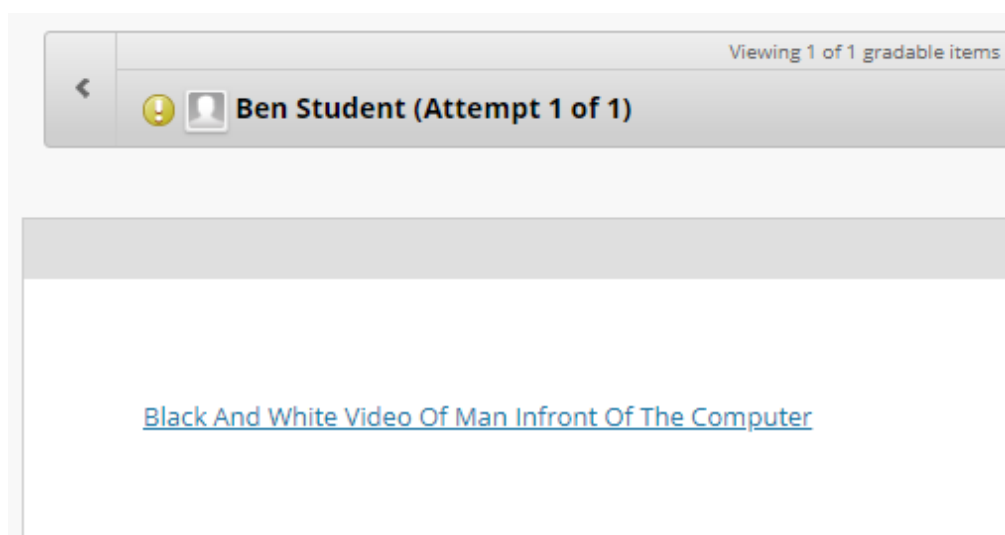 Viewing 1 of 1 gradable items
Ben Student (Attempt 1 of 1)
Black And White Video Of Man Infront Of The Computer